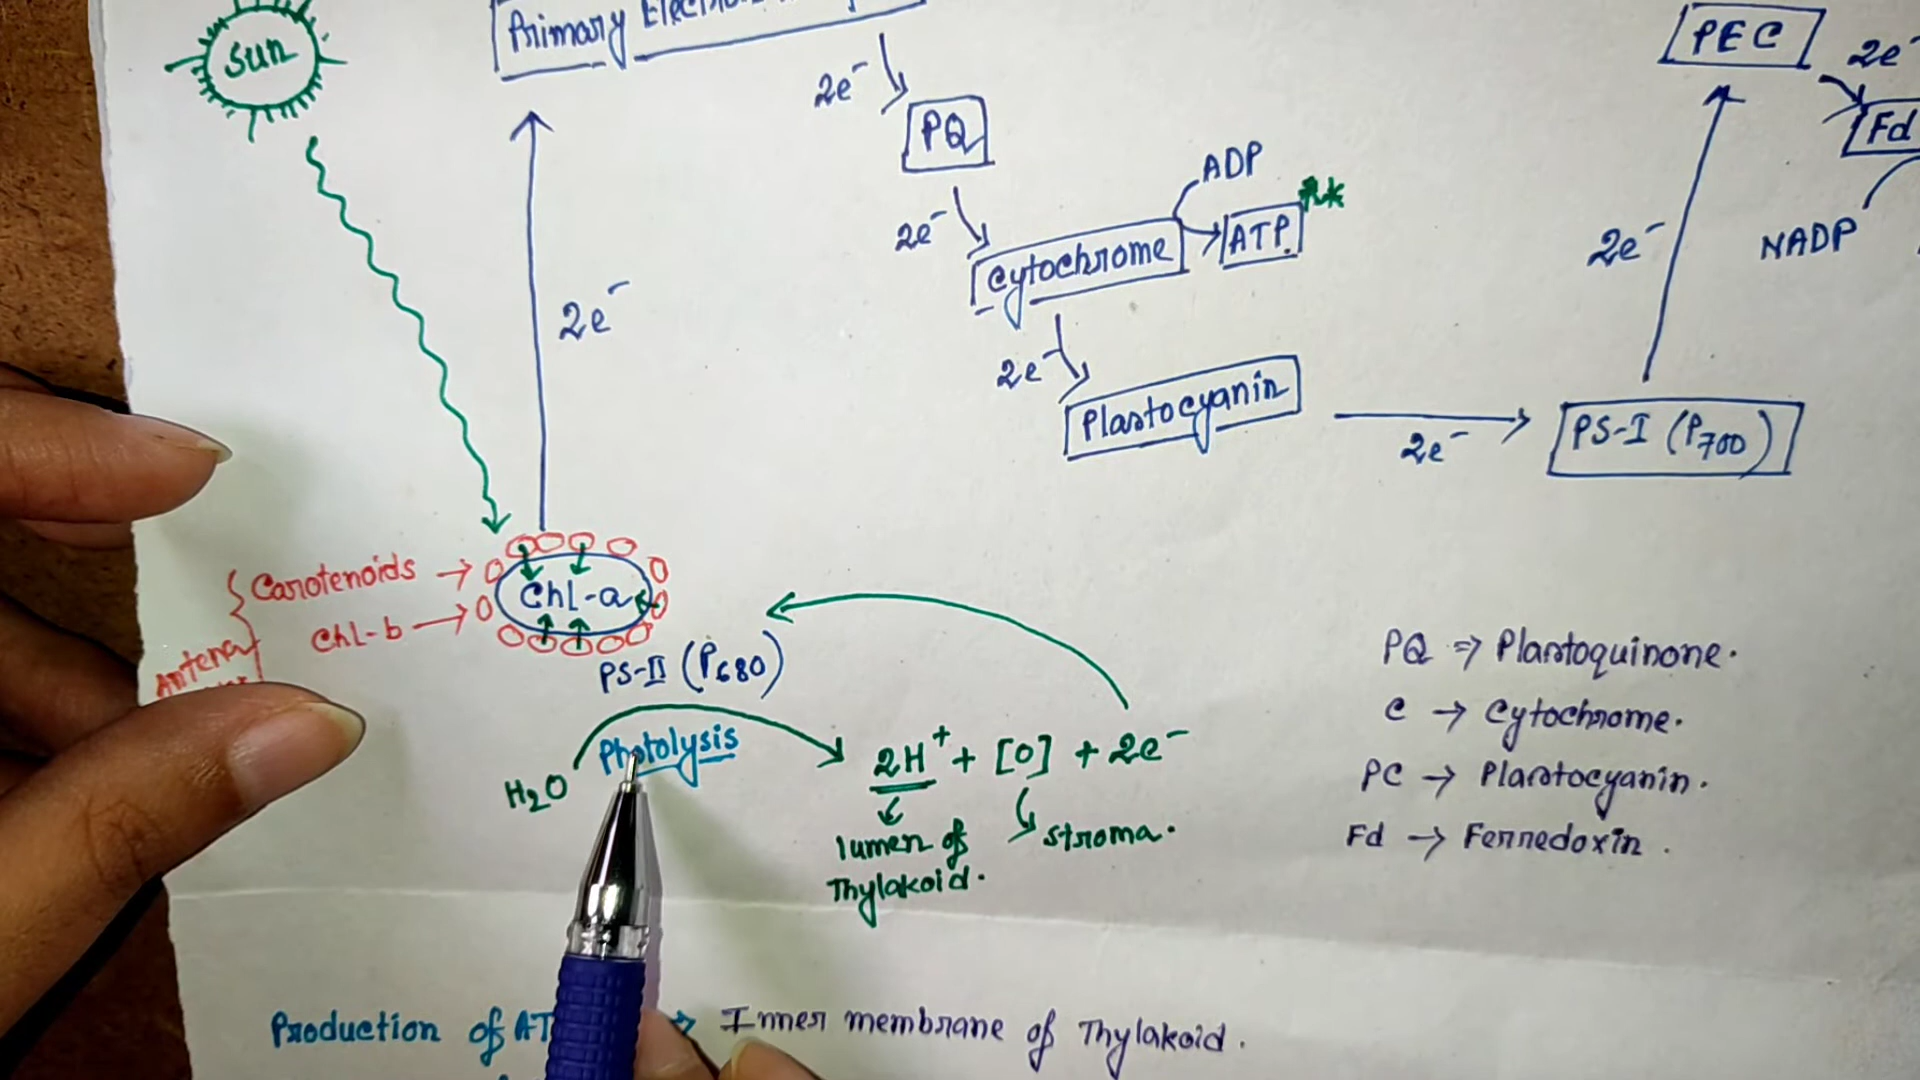 Sun
Primary
PEC
2e⁻
2e⁻
PQ
Fd
ADP
2e⁻
Cytochrome
ATP
2e⁻
NADP
2e⁻
2e⁻
Plastocyanin
2e⁻
PS-I (P₇₀₀)
Carotenoids
Chl-a
Chl-b
Antena
PS-II (P₆₈₀)
PQ ⇒ Plastoquinone.
Photolysis
H₂O
2H⁺ + [O] + 2e⁻
C → Cytochrome.
PC → Plastocyanin.
lumen of
Thylakoid.
stroma.
Fd → Ferredoxin.
Production of → Inner membrane of Thylakoid.